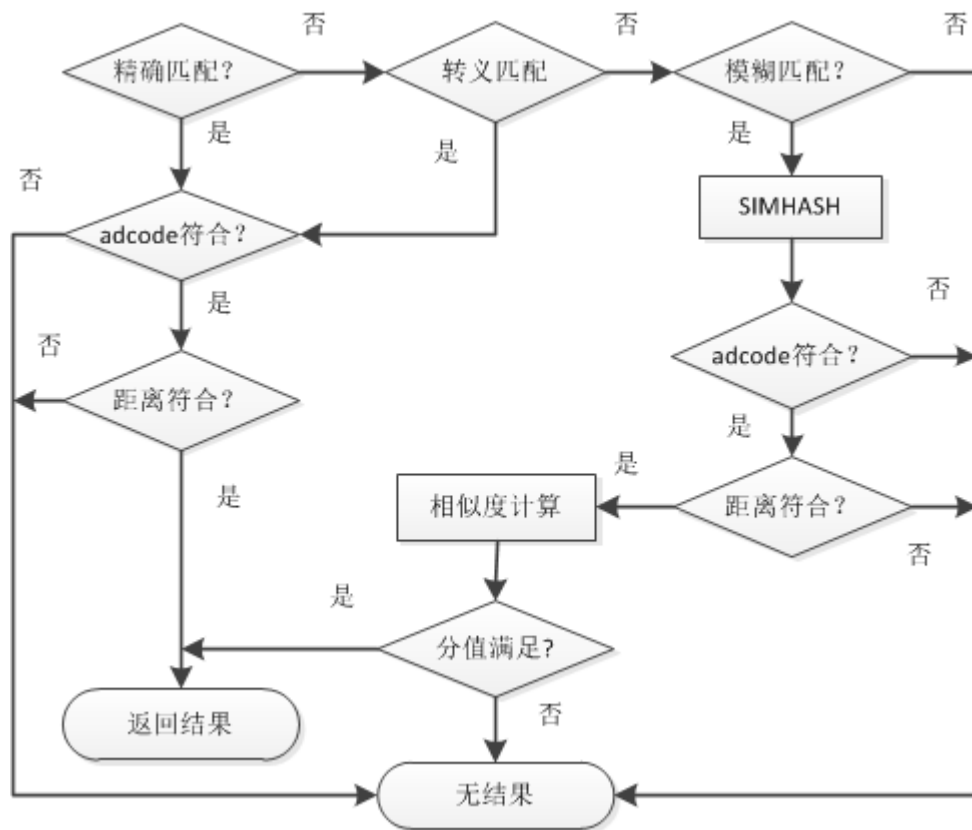 否
否
否
精确匹配？
转义匹配
模糊匹配？
是
是
是
否
SIMHASH
adcode符合？
是
否
否
adcode符合？
距离符合？
是
是
是
相似度计算
距离符合？
否
是
分值满足?
否
返回结果
无结果